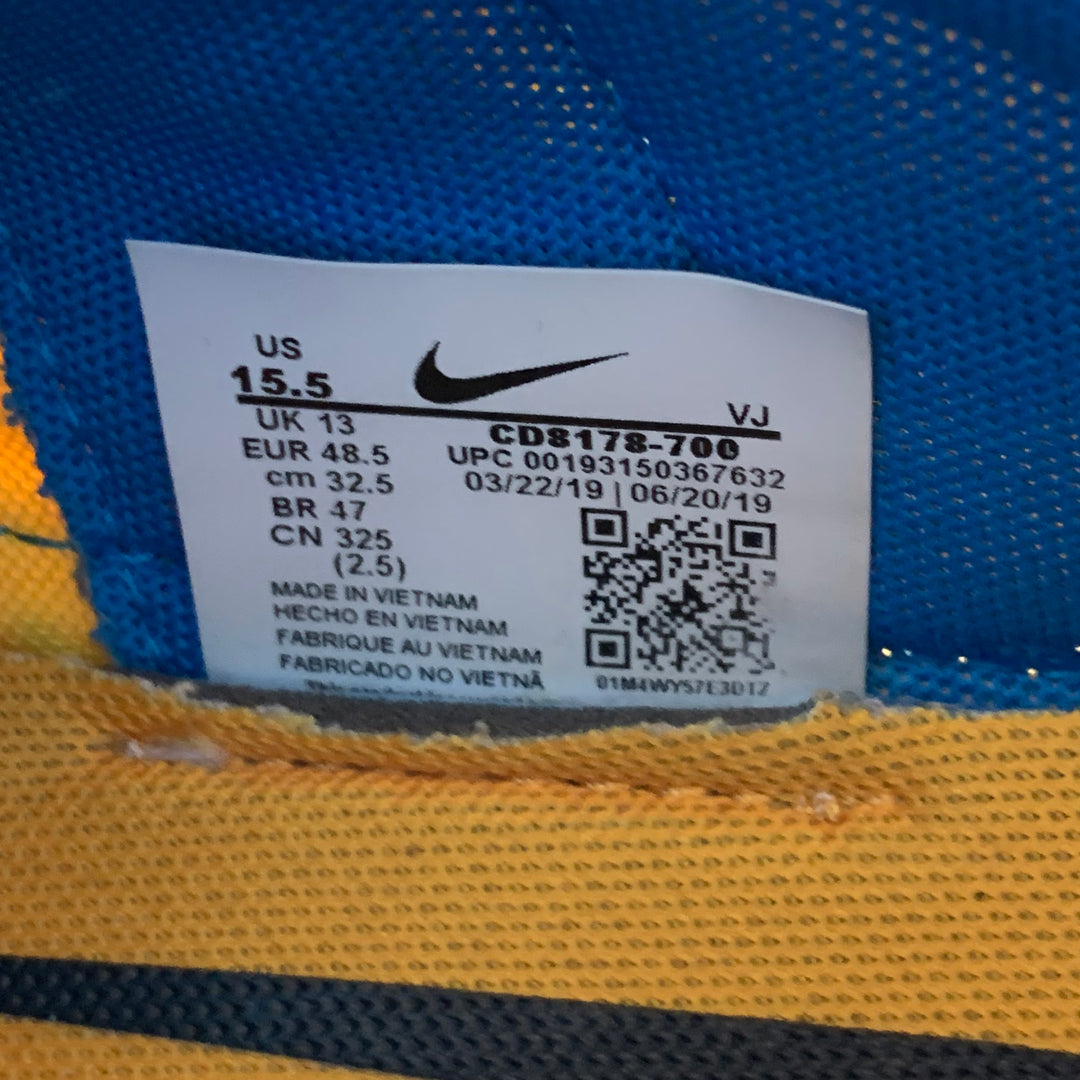 US
15.5
VJ
UK 13
CD8178-700
EUR 48.5
UPC 00193150367632
cm 32.5
03/22/19 | 06/20/19
BR 47
CN 325
(2.5)
MADE IN VIETNAM
HECHO EN VIETNAM
FABRIQUE AU VIETNAM
FABRICADO NO VIETNÃ
01M4WY57E3D1Z